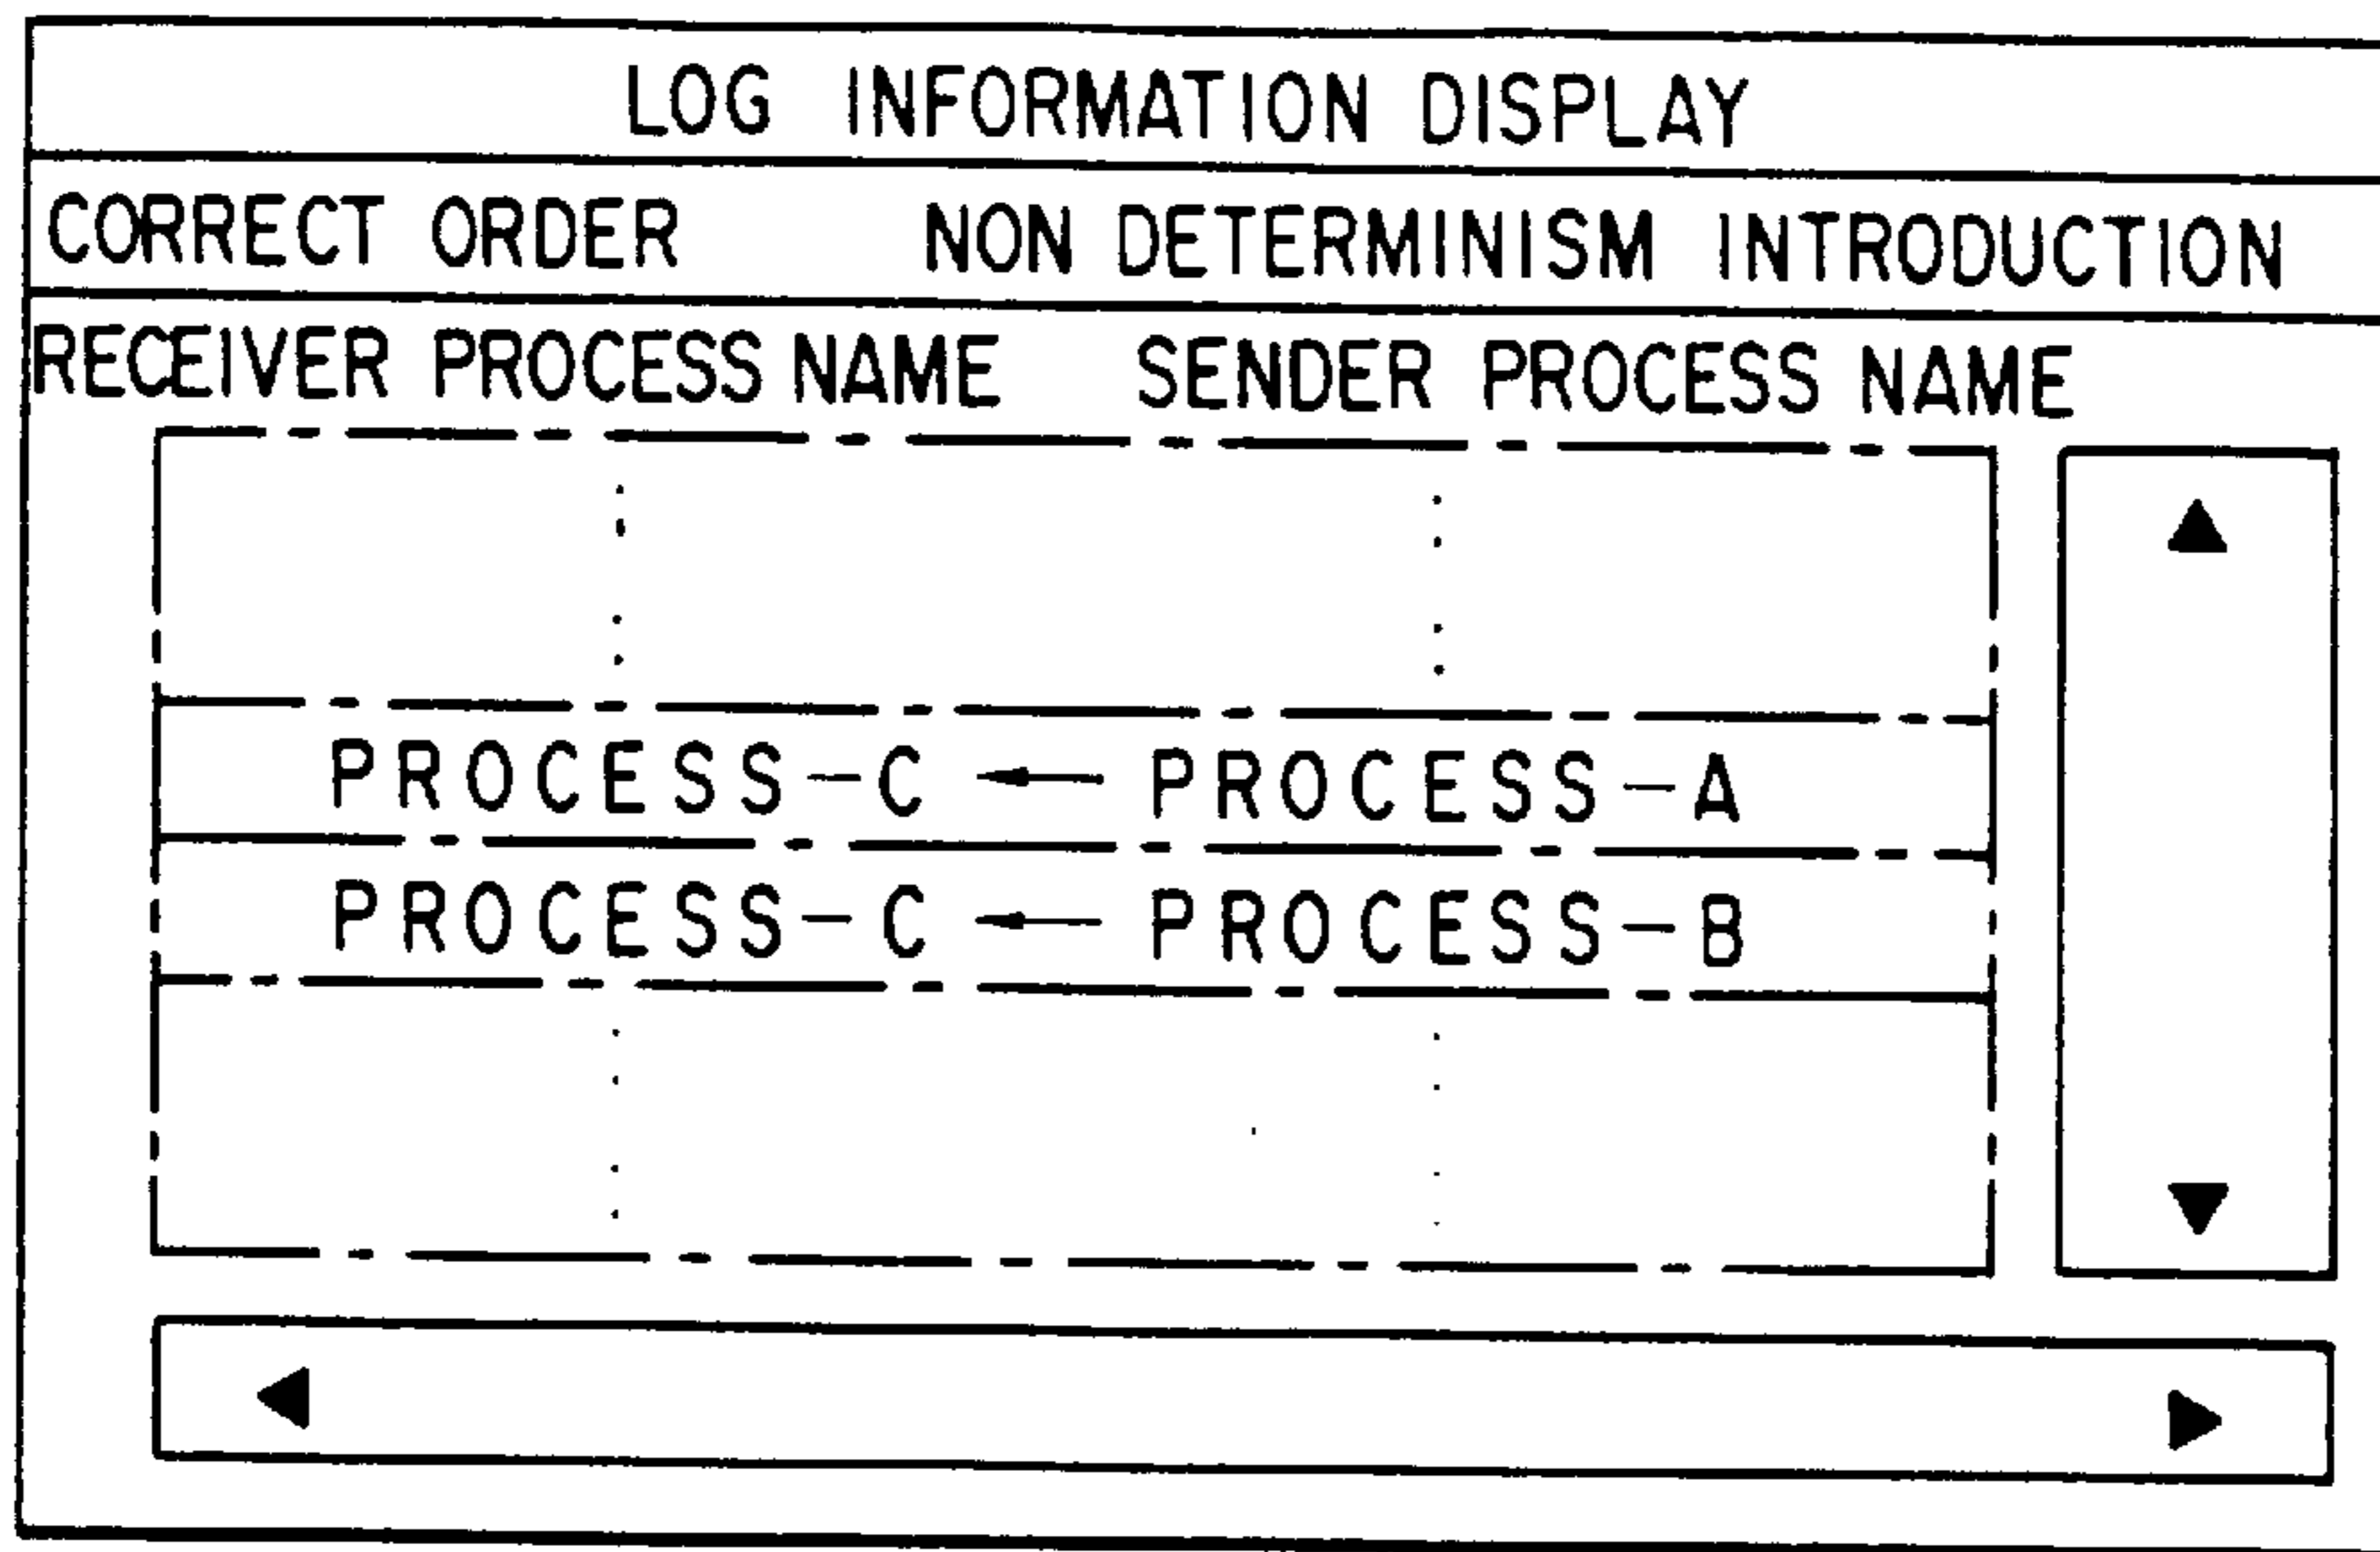 LOG INFORMATION DISPLAY
CORRECT ORDER NON DETERMINISM INTRODUCTION
RECEIVER PROCESS NAME SENDER PROCESS NAME
PROCESS-C ← PROCESS-A
PROCESS-C ← PROCESS-B